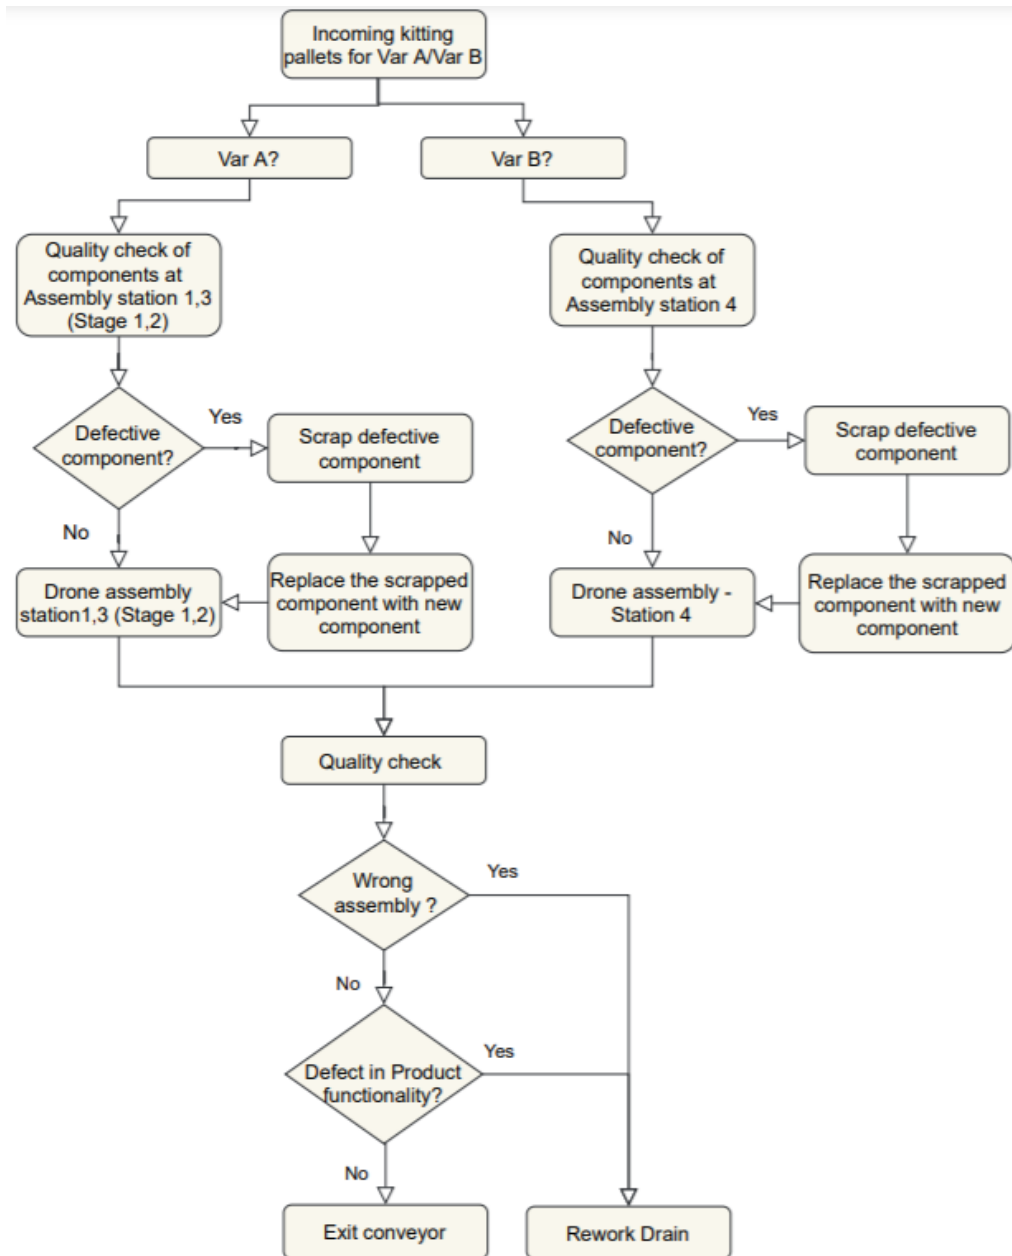 Incoming kitting
pallets for Var A/Var B
Var A?
Var B?
Quality check of
components at
Assembly station 1,3
(Stage 1,2)
Quality check of
components at
Assembly station 4
Defective
component?
Yes
Scrap defective
component
Defective
component?
Yes
Scrap defective
component
No
No
Drone assembly
station1,3 (Stage 1,2)
Replace the scrapped
component with new
component
Drone assembly -
Station 4
Replace the scrapped
component with new
component
Quality check
Wrong
assembly ?
Yes
No
Defect in Product
functionality?
Yes
No
Exit conveyor
Rework Drain